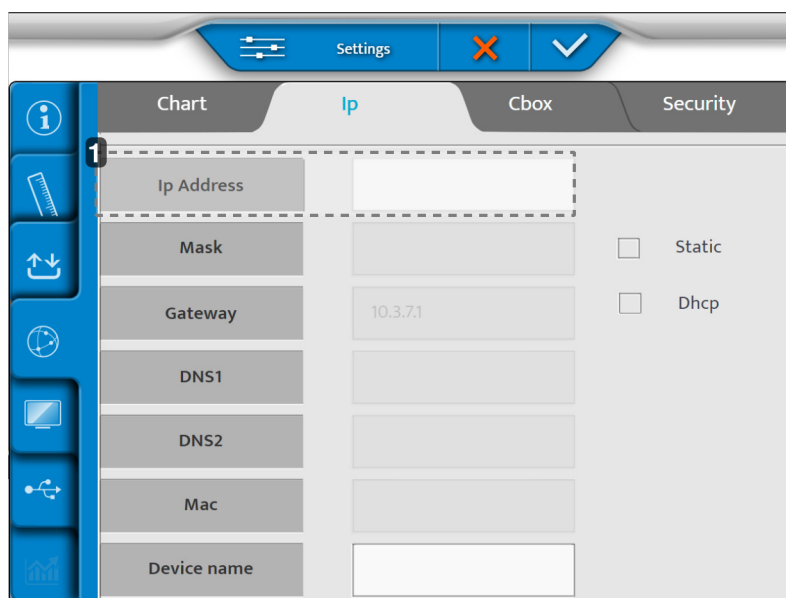 Settings
Chart
Ip
Cbox
Security
1
Ip Address
Mask
Static
Gateway
10.3.7.1
Dhcp
DNS1
DNS2
Mac
Device name